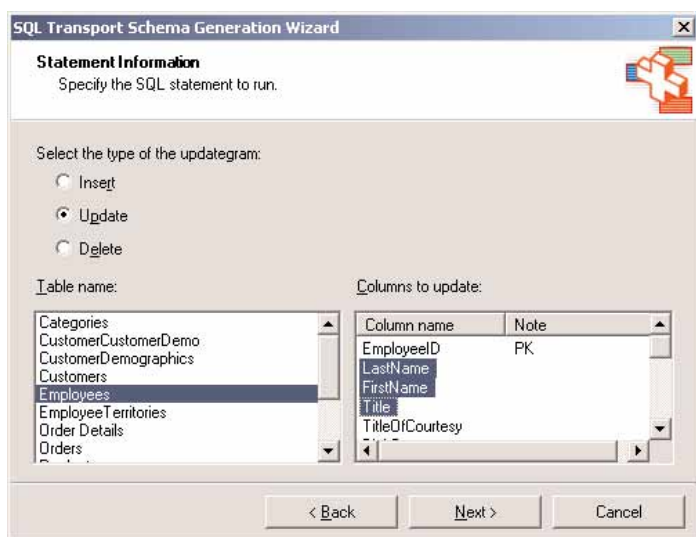 SQL Transport Schema Generation Wizard
Statement Information
Specify the SQL statement to run.
Select the type of the updategram:
Insert
Update
Delete
Table name:
Columns to update:
Categories
CustomerCustomerDemo
CustomerDemographics
Customers
Employees
EmployeeTerritories
Order Details
Orders
Column name Note
EmployeeID PK
LastName
FirstName
Title
TitleOfCourtesy
< Back
Next >
Cancel